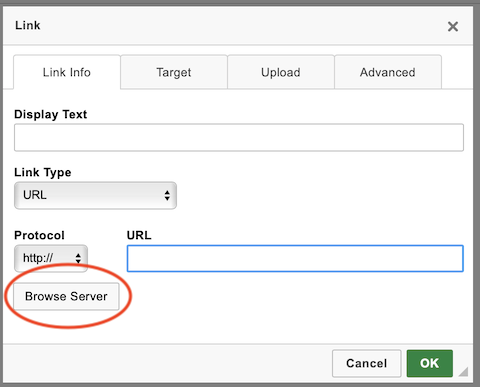 Link
Link Info Target Upload Advanced
Display Text
Link Type
URL
Protocol URL
http://
Browse Server
Cancel OK